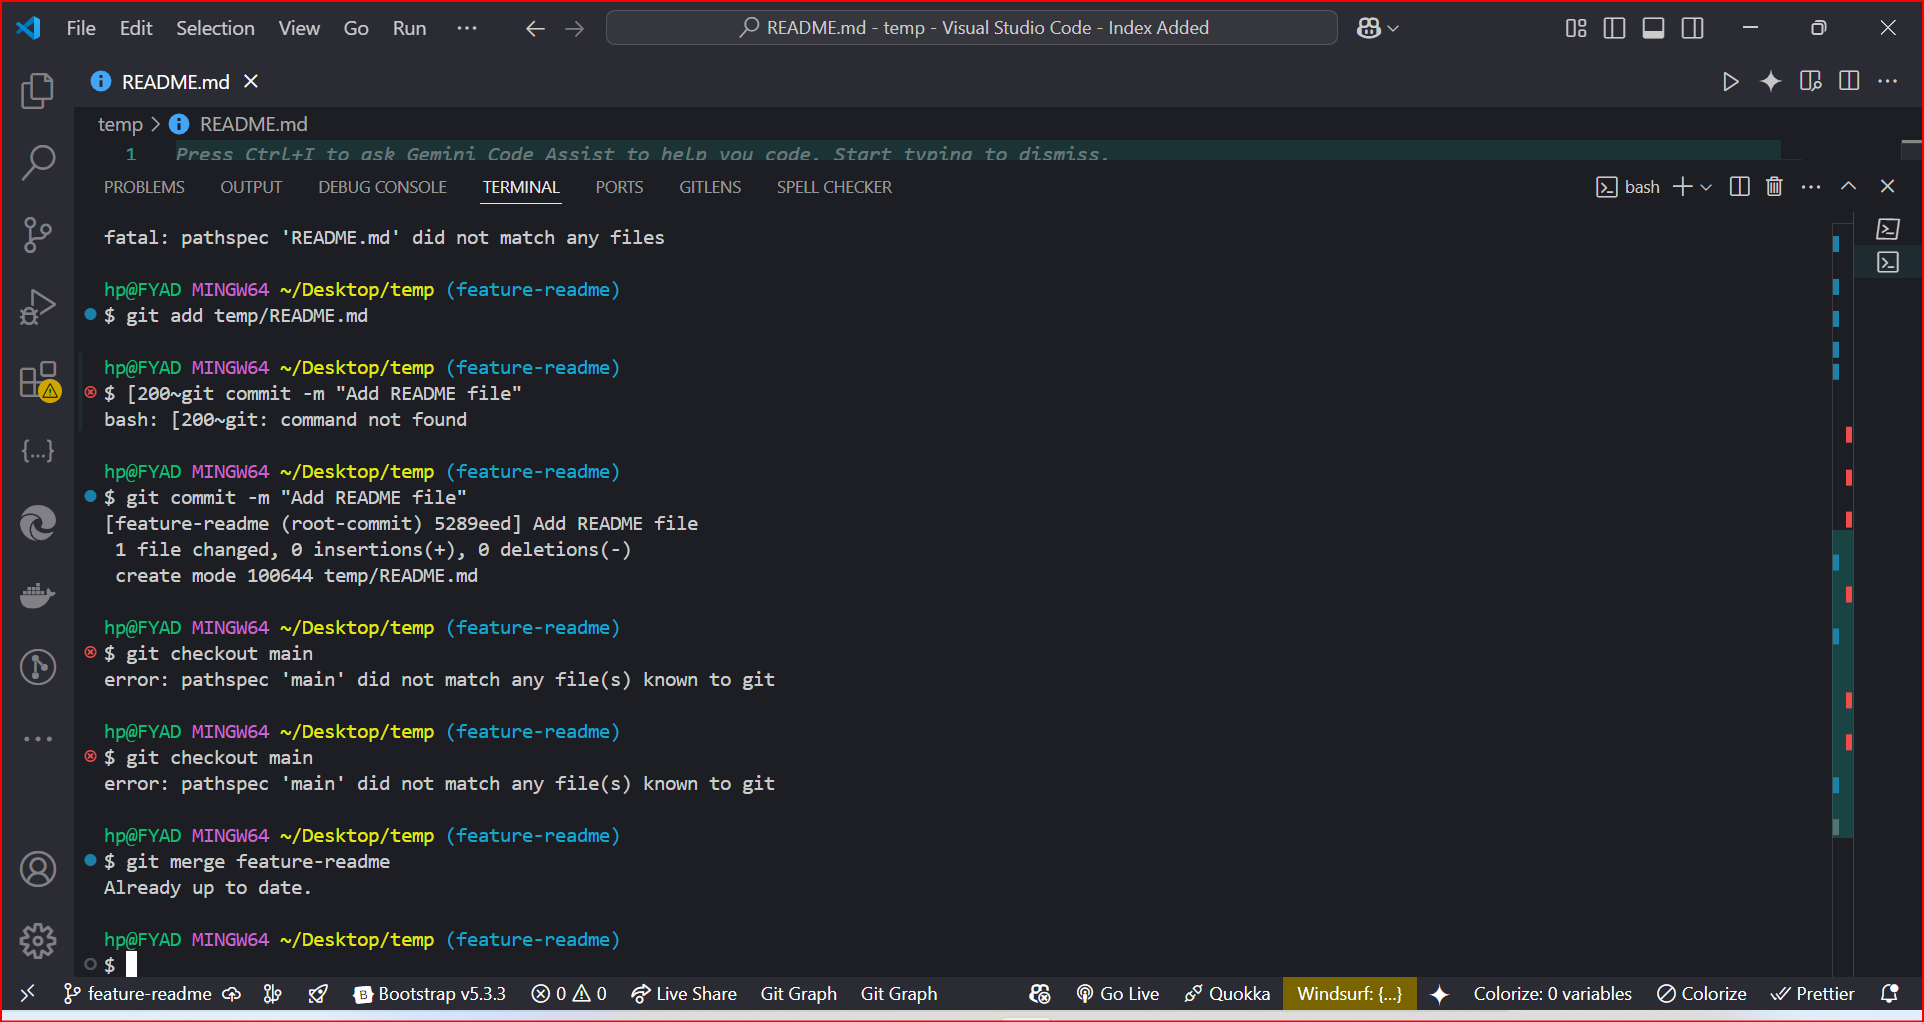 File Edit Selection View Go Run ··· README.md - temp - Visual Studio Code - Index Added
README.md
temp > README.md
1 Press Ctrl+I to ask Gemini Code Assist to help you code. Start typing to dismiss.
PROBLEMS OUTPUT DEBUG CONSOLE TERMINAL PORTS GITLENS SPELL CHECKER bash
fatal: pathspec 'README.md' did not match any files
hp@FYAD MINGW64 ~/Desktop/temp (feature-readme)
$ git add temp/README.md
hp@FYAD MINGW64 ~/Desktop/temp (feature-readme)
$ [200~git commit -m "Add README file"
bash: [200~git: command not found
hp@FYAD MINGW64 ~/Desktop/temp (feature-readme)
$ git commit -m "Add README file"
[feature-readme (root-commit) 5289eed] Add README file
1 file changed, 0 insertions(+), 0 deletions(-)
create mode 100644 temp/README.md
hp@FYAD MINGW64 ~/Desktop/temp (feature-readme)
$ git checkout main
error: pathspec 'main' did not match any file(s) known to git
hp@FYAD MINGW64 ~/Desktop/temp (feature-readme)
$ git checkout main
error: pathspec 'main' did not match any file(s) known to git
hp@FYAD MINGW64 ~/Desktop/temp (feature-readme)
$ git merge feature-readme
Already up to date.
hp@FYAD MINGW64 ~/Desktop/temp (feature-readme)
$
feature-readme Bootstrap v5.3.3 0 0 Live Share Git Graph Git Graph Go Live Quokka Windsurf: {...} Colorize: 0 variables Colorize Prettier